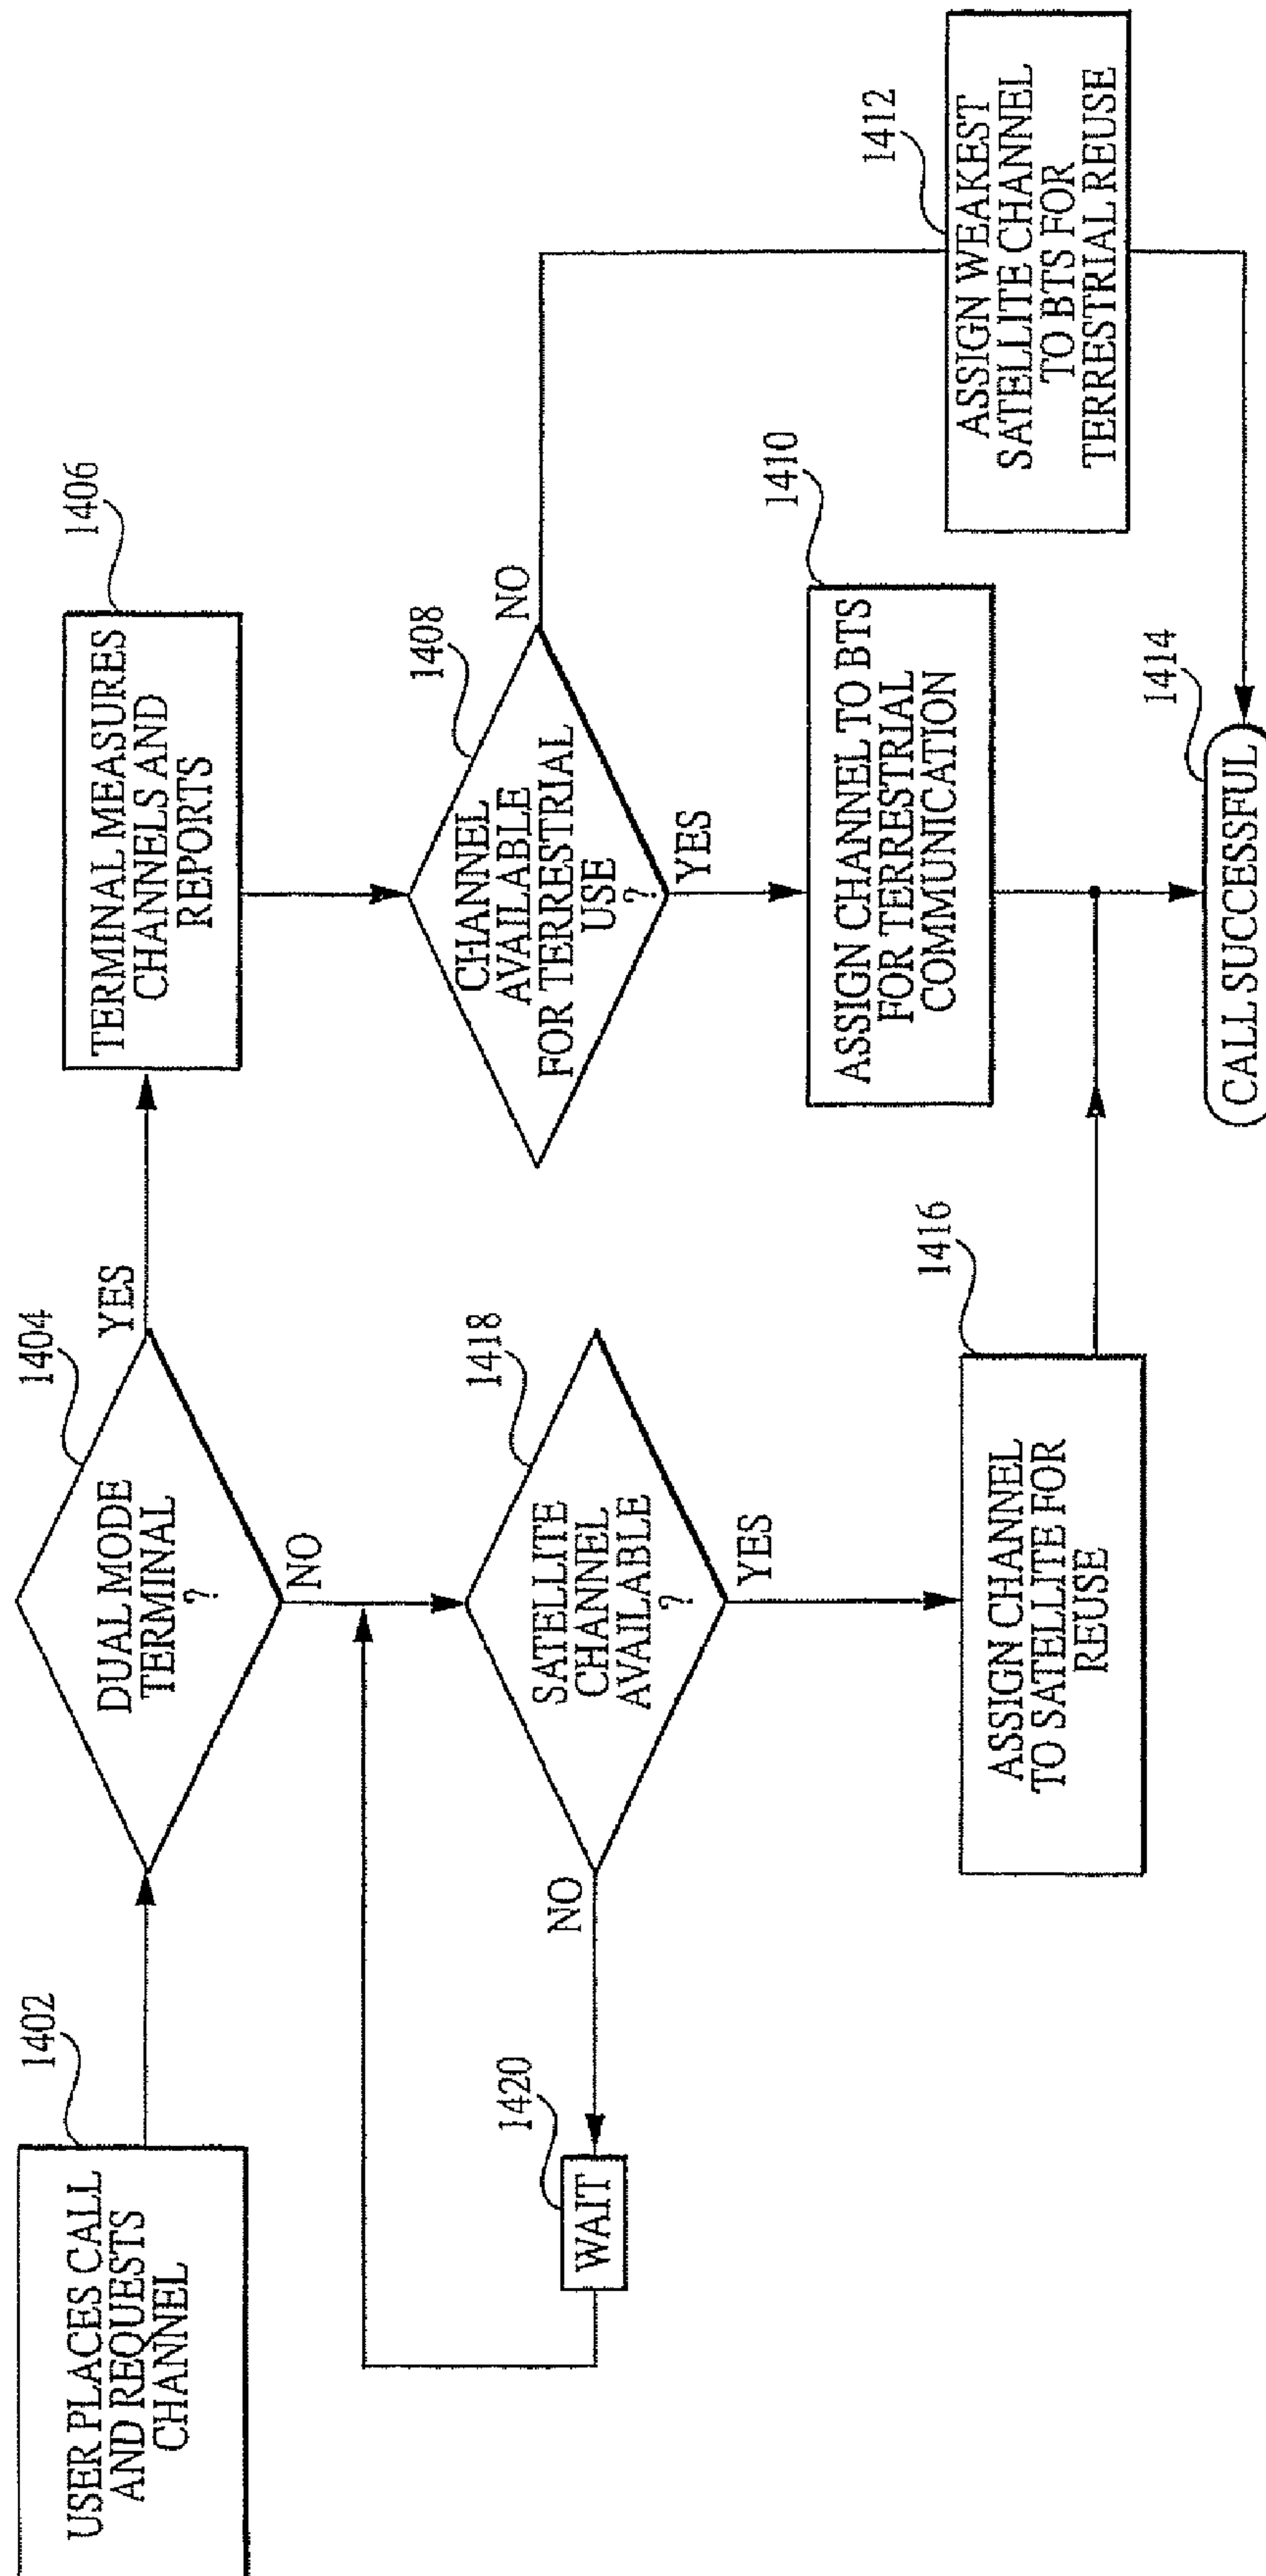 1402
USER PLACES CALL
AND REQUESTS
CHANNEL
1404
DUAL MODE
TERMINAL
?
YES
NO
1406
TERMINAL MEASURES
CHANNELS AND
REPORTS
1408
CHANNEL
AVAILABLE
FOR TERRESTRIAL
USE
?
NO
YES
1410
ASSIGN CHANNEL TO BTS
FOR TERRESTRIAL
COMMUNICATION
1412
ASSIGN WEAKEST
SATELLITE CHANNEL
TO BTS FOR
TERRESTRIAL REUSE
1414
CALL SUCCESSFUL
1418
SATELLITE
CHANNEL
AVAILABLE
?
NO
YES
1420
WAIT
1416
ASSIGN CHANNEL
TO SATELLITE FOR
REUSE